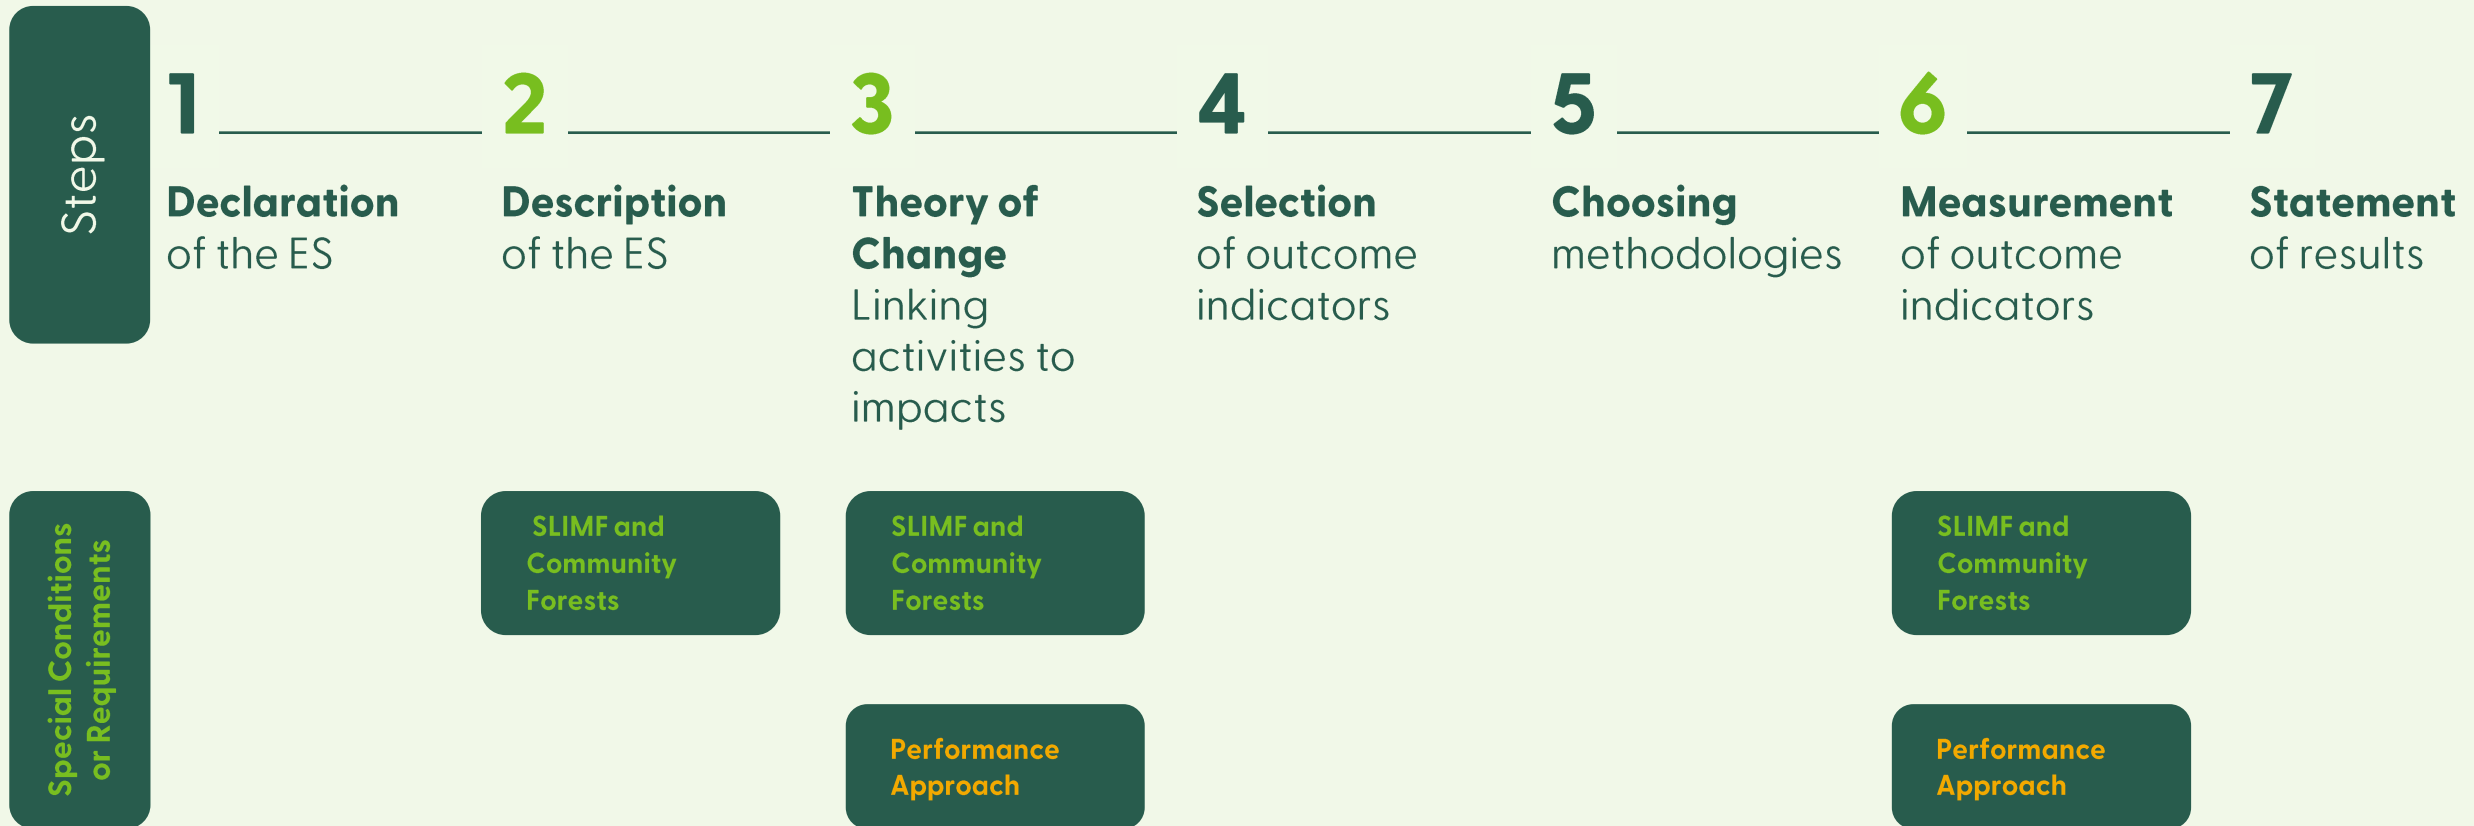 Steps
1
Declaration
of the ES
2
Description
of the ES
3
Theory of
Change
Linking
activities to
impacts
4
Selection
of outcome
indicators
5
Choosing
methodologies
6
Measurement
of outcome
indicators
7
Statement
of results
Special Conditions
or Requirements
SLIMF and
Community
Forests
SLIMF and
Community
Forests
SLIMF and
Community
Forests
Performance
Approach
Performance
Approach